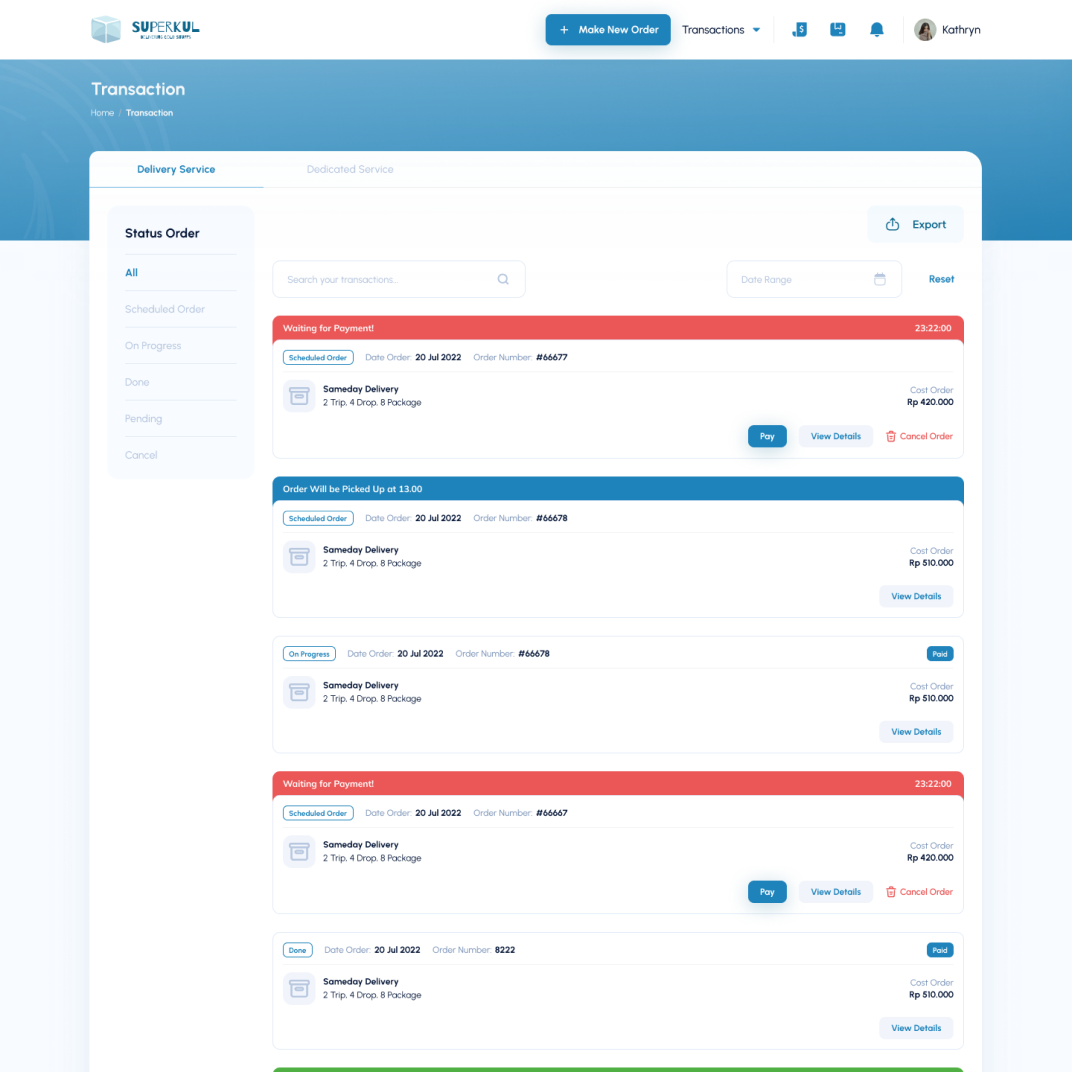 SUPERKUL
Make New Order
Transactions
Kathryn
Transaction
Home / Transaction
Delivery Service
Dedicated Service
Status Order
All
Scheduled Order
On Progress
Done
Pending
Cancel
Export
Search your transactions...
Date Range
Reset
Waiting for Payment! 23:22:00
Scheduled Order Date Order: 20 Jul 2022 Order Number: #66677
Sameday Delivery
2 Trip, 4 Drop, 8 Package
Cost Order
Rp 420.000
Pay View Details Cancel Order
Order Will be Picked Up at 13.00
Scheduled Order Date Order: 20 Jul 2022 Order Number: #66678
Sameday Delivery
2 Trip, 4 Drop, 8 Package
Cost Order
Rp 510.000
View Details
On Progress Date Order: 20 Jul 2022 Order Number: #66678 Paid
Sameday Delivery
2 Trip, 4 Drop, 8 Package
Cost Order
Rp 510.000
View Details
Waiting for Payment! 23:22:00
Scheduled Order Date Order: 20 Jul 2022 Order Number: #66667
Sameday Delivery
2 Trip, 4 Drop, 8 Package
Cost Order
Rp 420.000
Pay View Details Cancel Order
Done Date Order: 20 Jul 2022 Order Number: 8222 Paid
Sameday Delivery
2 Trip, 4 Drop, 8 Package
Cost Order
Rp 510.000
View Details